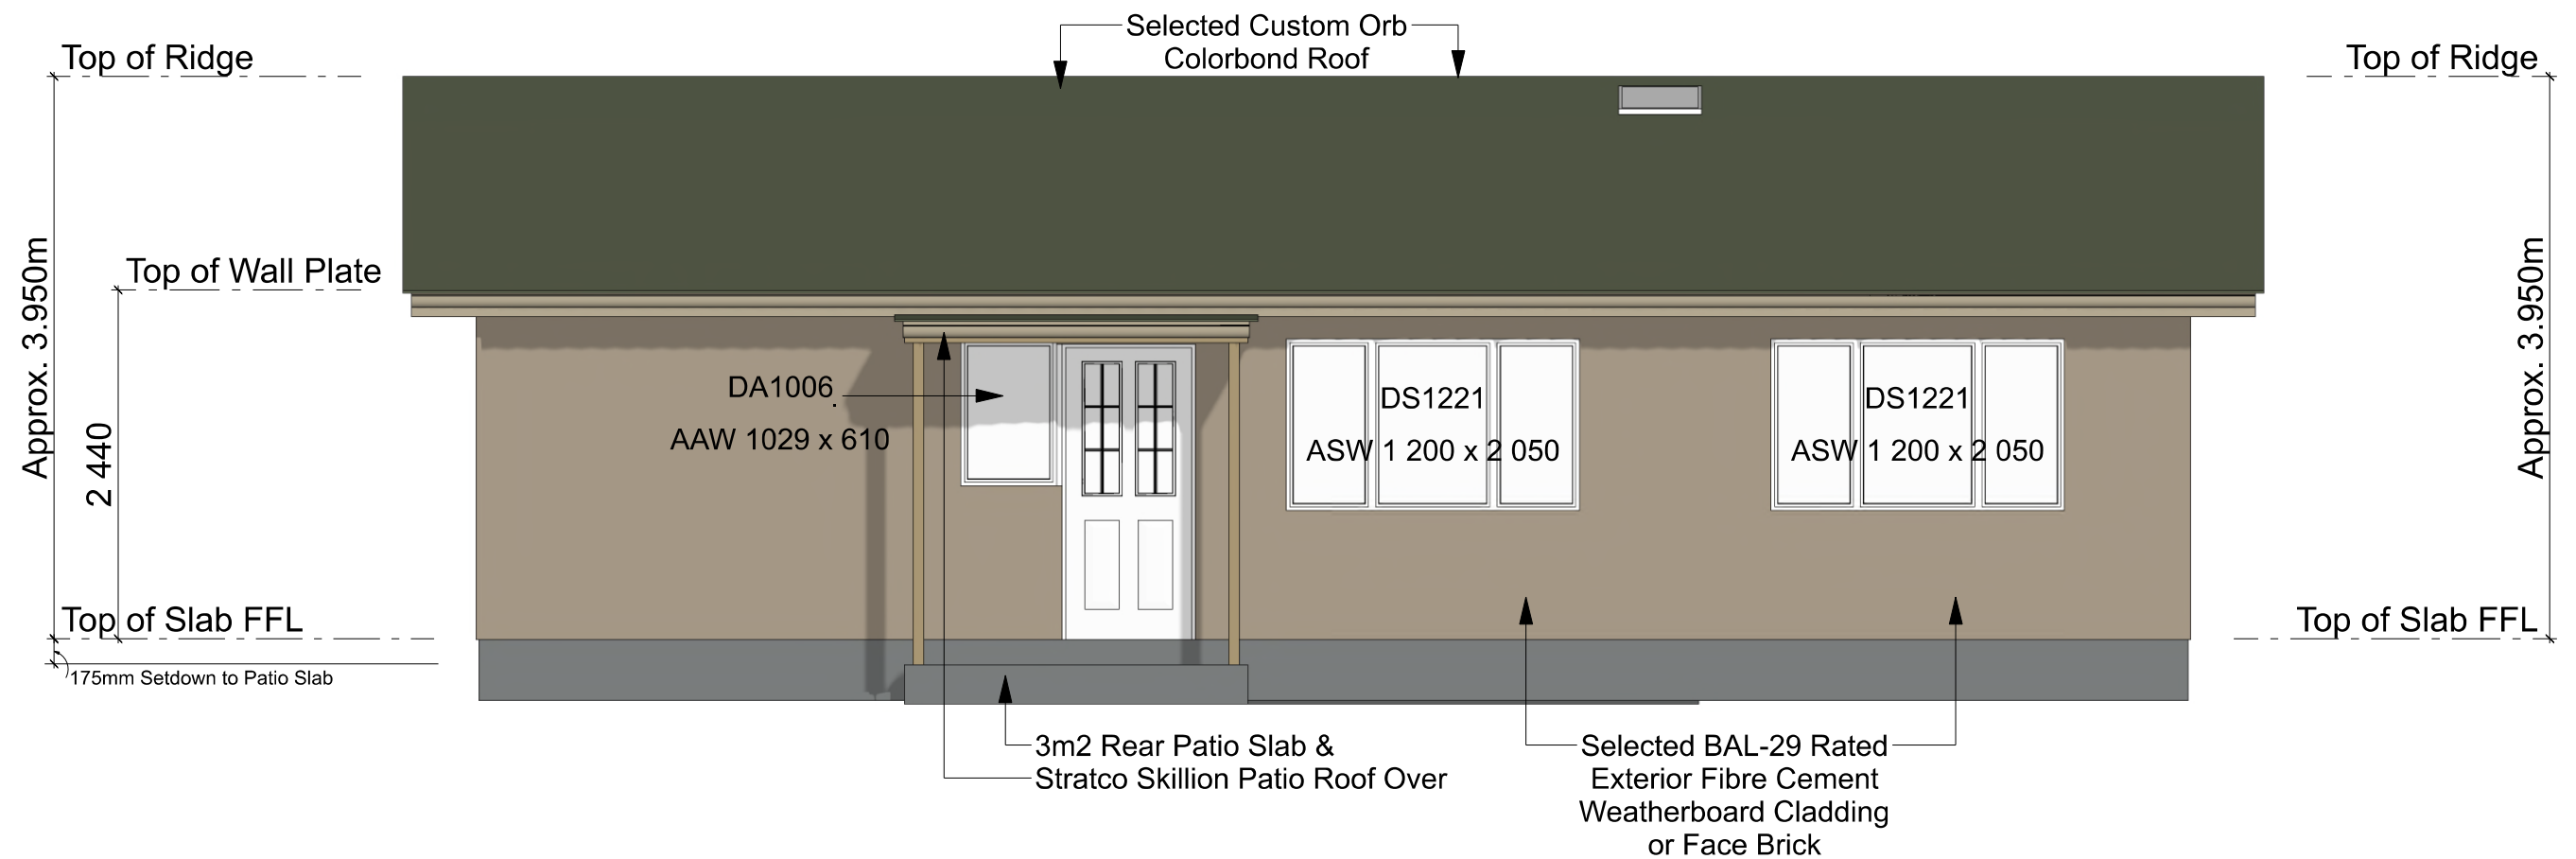 Selected Custom Orb
Colorbond Roof
Top of Ridge
Top of Ridge
Approx. 3.950m
Approx. 3.950m
Top of Wall Plate
2 440
DA1006
AAW 1029 x 610
DS1221
ASW 1 200 x 2 050
DS1221
ASW 1 200 x 2 050
Top of Slab FFL
Top of Slab FFL
175mm Setdown to Patio Slab
3m2 Rear Patio Slab &
Stratco Skillion Patio Roof Over
Selected BAL-29 Rated
Exterior Fibre Cement
Weatherboard Cladding
or Face Brick